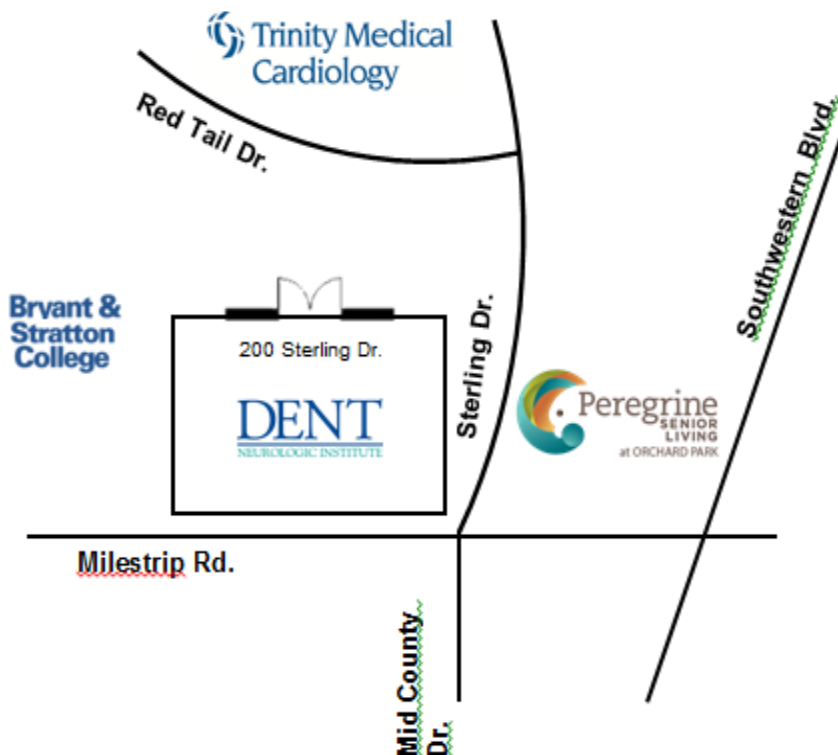 Trinity Medical
Cardiology
Red Tail Dr.
Southwestern Blvd.
Bryant &
Stratton
College
200 Sterling Dr.
Sterling Dr.
DENT
NEUROLOGIC INSTITUTE
Peregrine
SENIOR
LIVING
at ORCHARD PARK
Milestrip Rd.
Mid County
Dr.